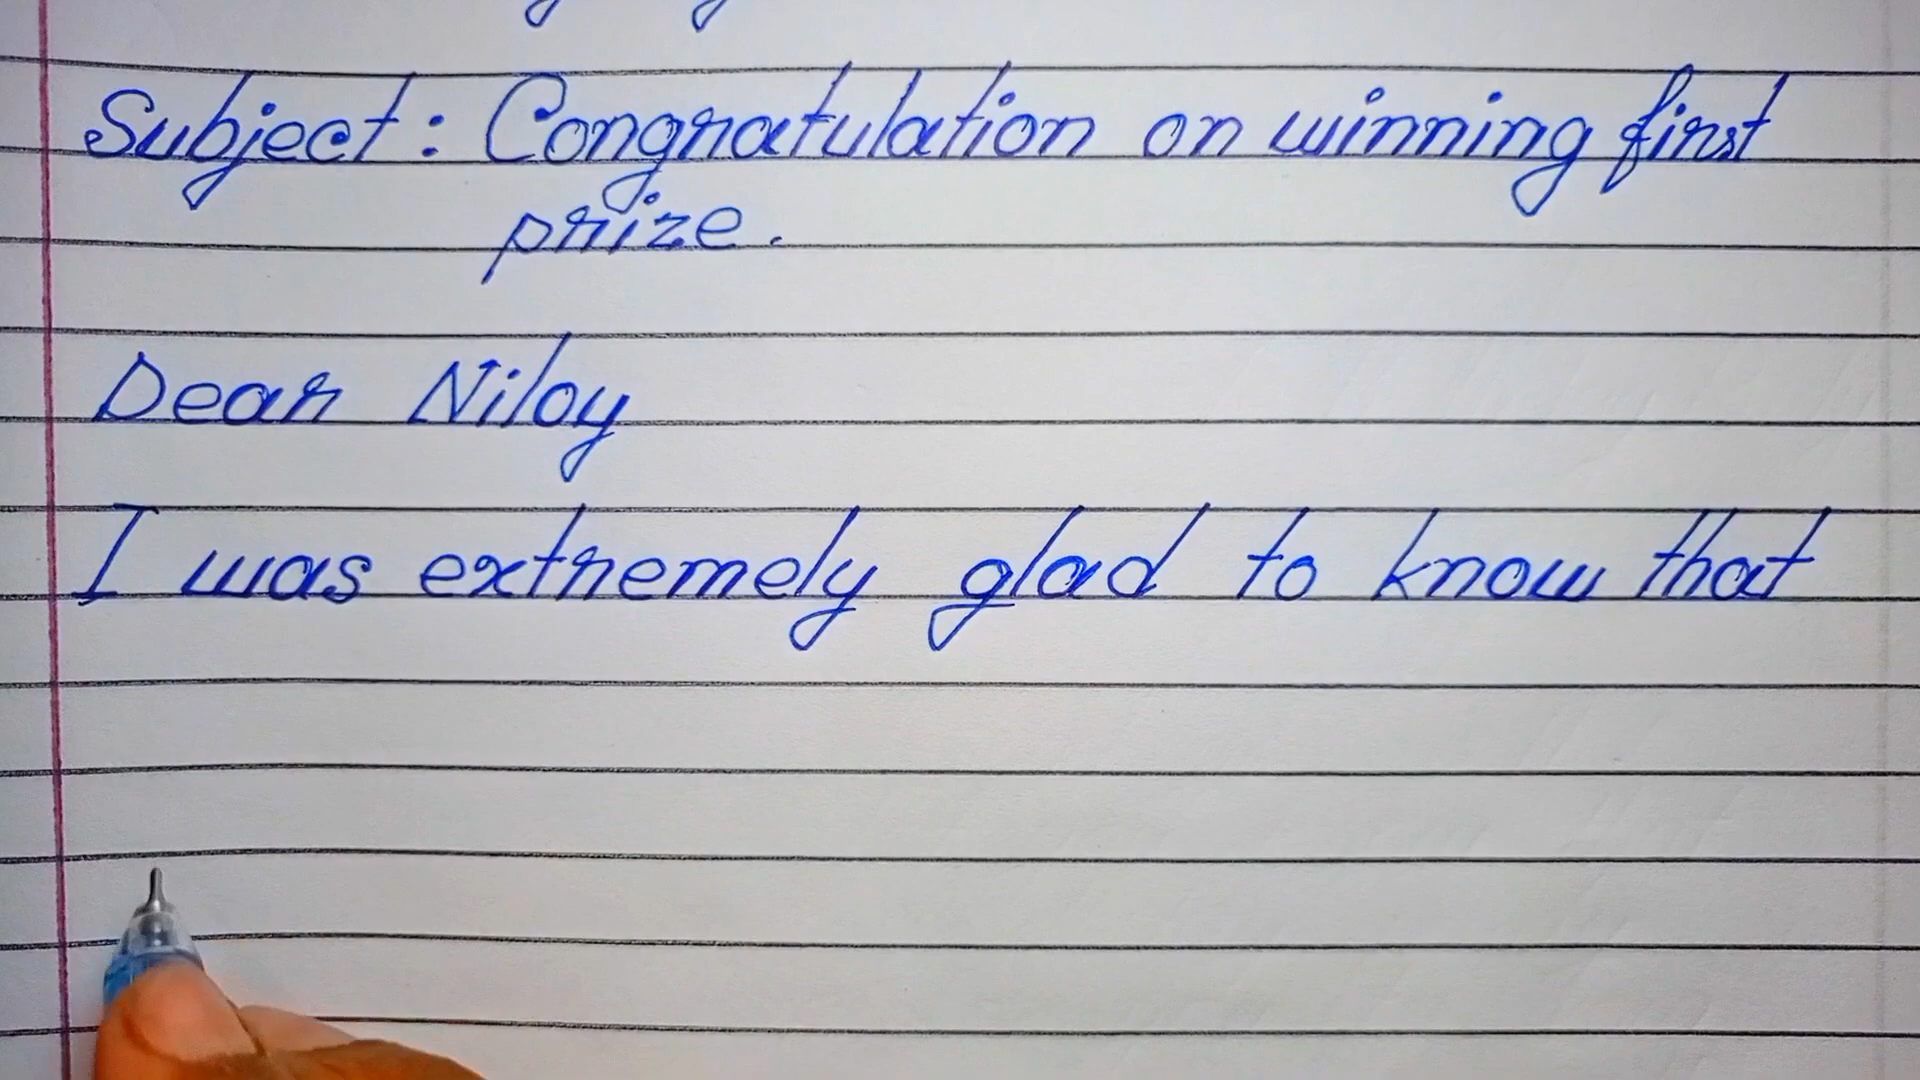 Subject: Congratulation on winning first
prize.
Dear Niloy
I was extremely glad to know that